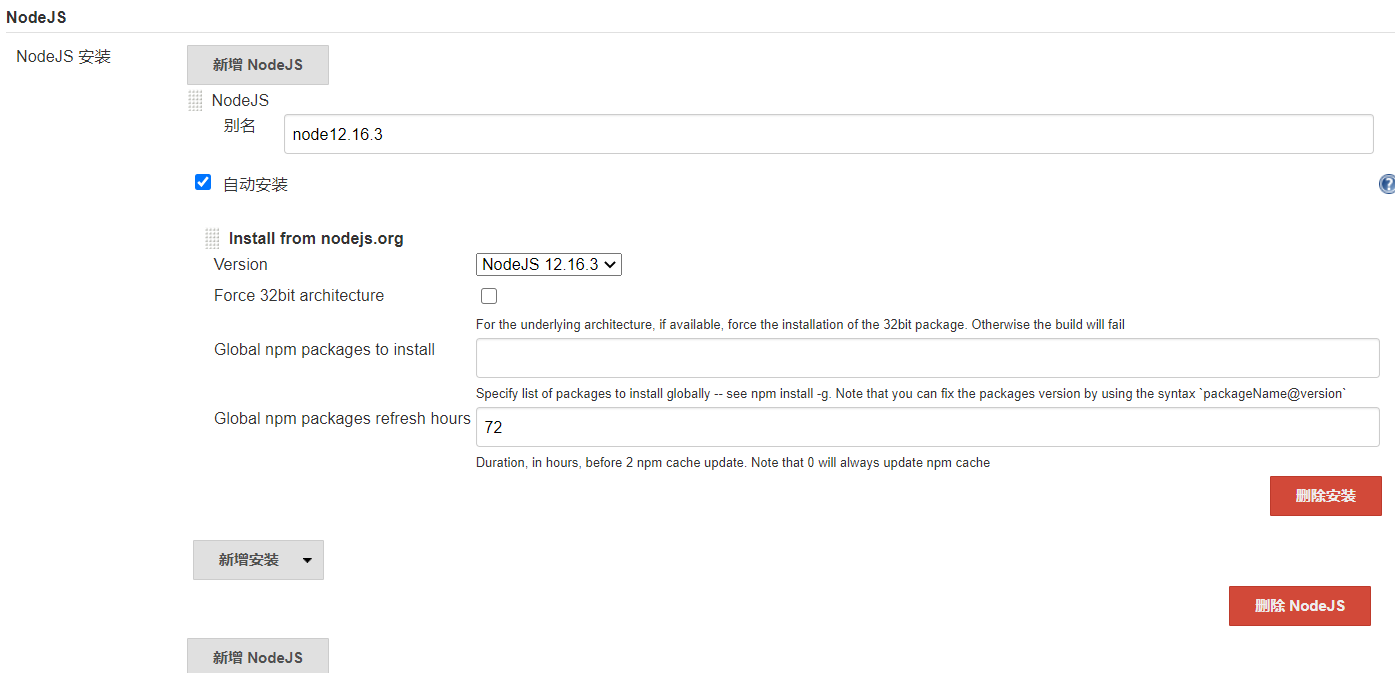 NodeJS
NodeJS 安装
新增 NodeJS
NodeJS
别名
node12.16.3
自动安装
Install from nodejs.org
Version
NodeJS 12.16.3
Force 32bit architecture
For the underlying architecture, if available, force the installation of the 32bit package. Otherwise the build will fail
Global npm packages to install
Specify list of packages to install globally -- see npm install -g. Note that you can fix the packages version by using the syntax `packageName@version`
Global npm packages refresh hours
72
Duration, in hours, before 2 npm cache update. Note that 0 will always update npm cache
删除安装
新增安装
删除 NodeJS
新增 NodeJS